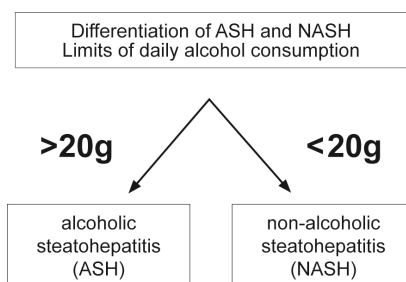 Differentiation of ASH and NASH
Limits of daily alcohol consumption
>20g
<20g
alcoholic
steatohepatitis
(ASH)
non-alcoholic
steatohepatitis
(NASH)